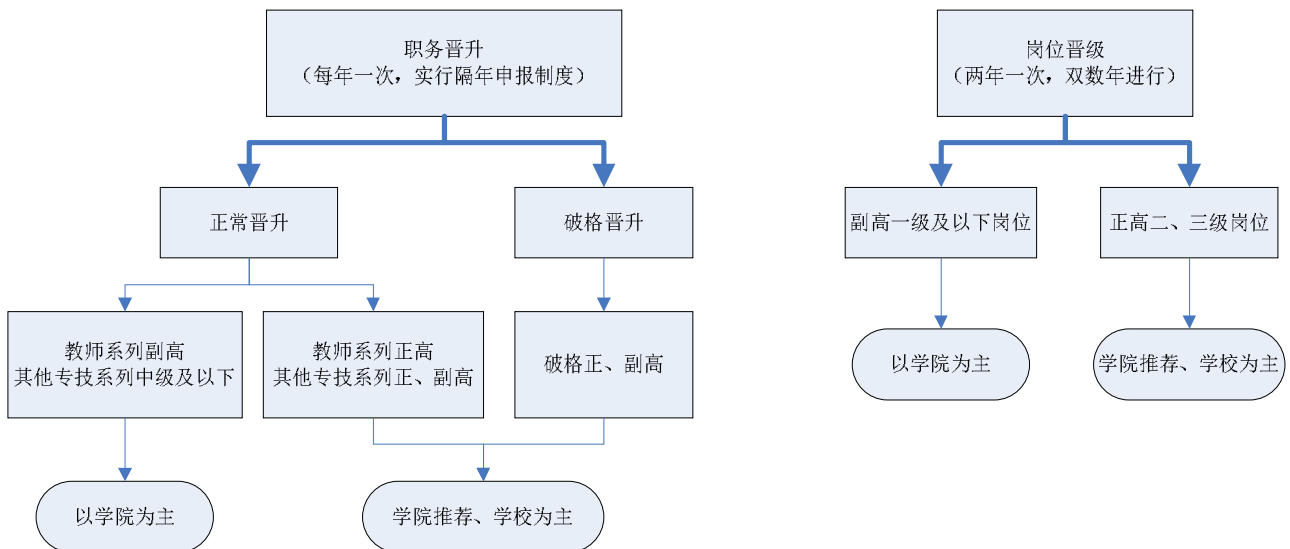 职务晋升
（每年一次，实行隔年申报制度）
岗位晋级
（两年一次，双数年进行）
正常晋升
破格晋升
副高一级及以下岗位
正高二、三级岗位
教师系列副高
其他专技系列中级及以下
教师系列正高
其他专技系列正、副高
破格正、副高
以学院为主
学院推荐、学校为主
以学院为主
学院推荐、学校为主